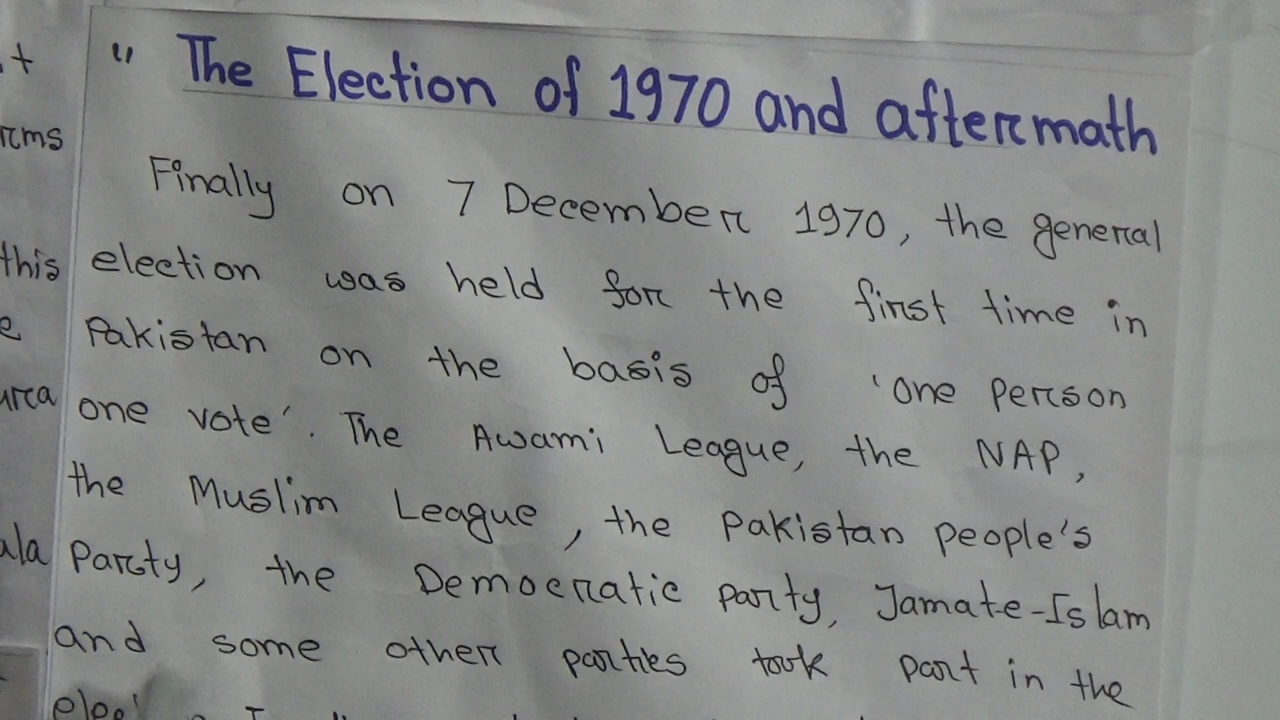 " The Election of 1970 and aftermath
Finally on 7 December 1970, the general
this election was held for the first time in
Pakistan on the basis of 'one person
one vote'. The Awami League, the NAP,
the Muslim League, the Pakistan people's
Party, the Democratic party, Jamate-Islam
and some other parties took part in the